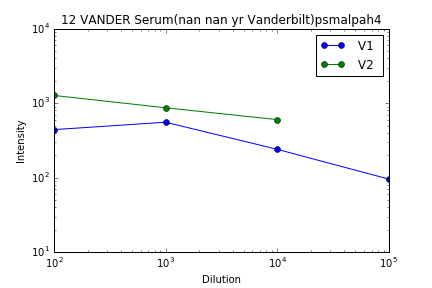 12 VANDER Serum(nan nan yr Vanderbilt)psmalpah4
10^4
10^3
10^2
10^1
Intensity
V1
V2
10^2 10^3 10^4 10^5
Dilution